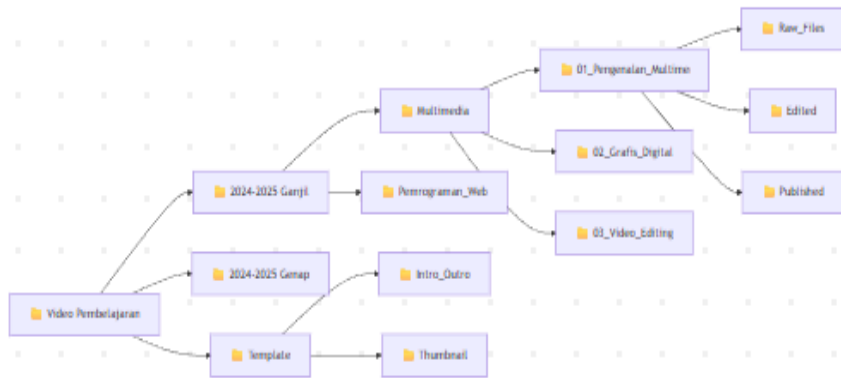 Raw_Files
01_Pengenalan_Multime
Multimedia
Edited
02_Grafis_Digital
2024-2025 Ganjil
Pemrograman_Web
Published
03_Video_Editing
2024-2025 Genap
Intro_Outro
Video Pembelajaran
Template
Thumbnail